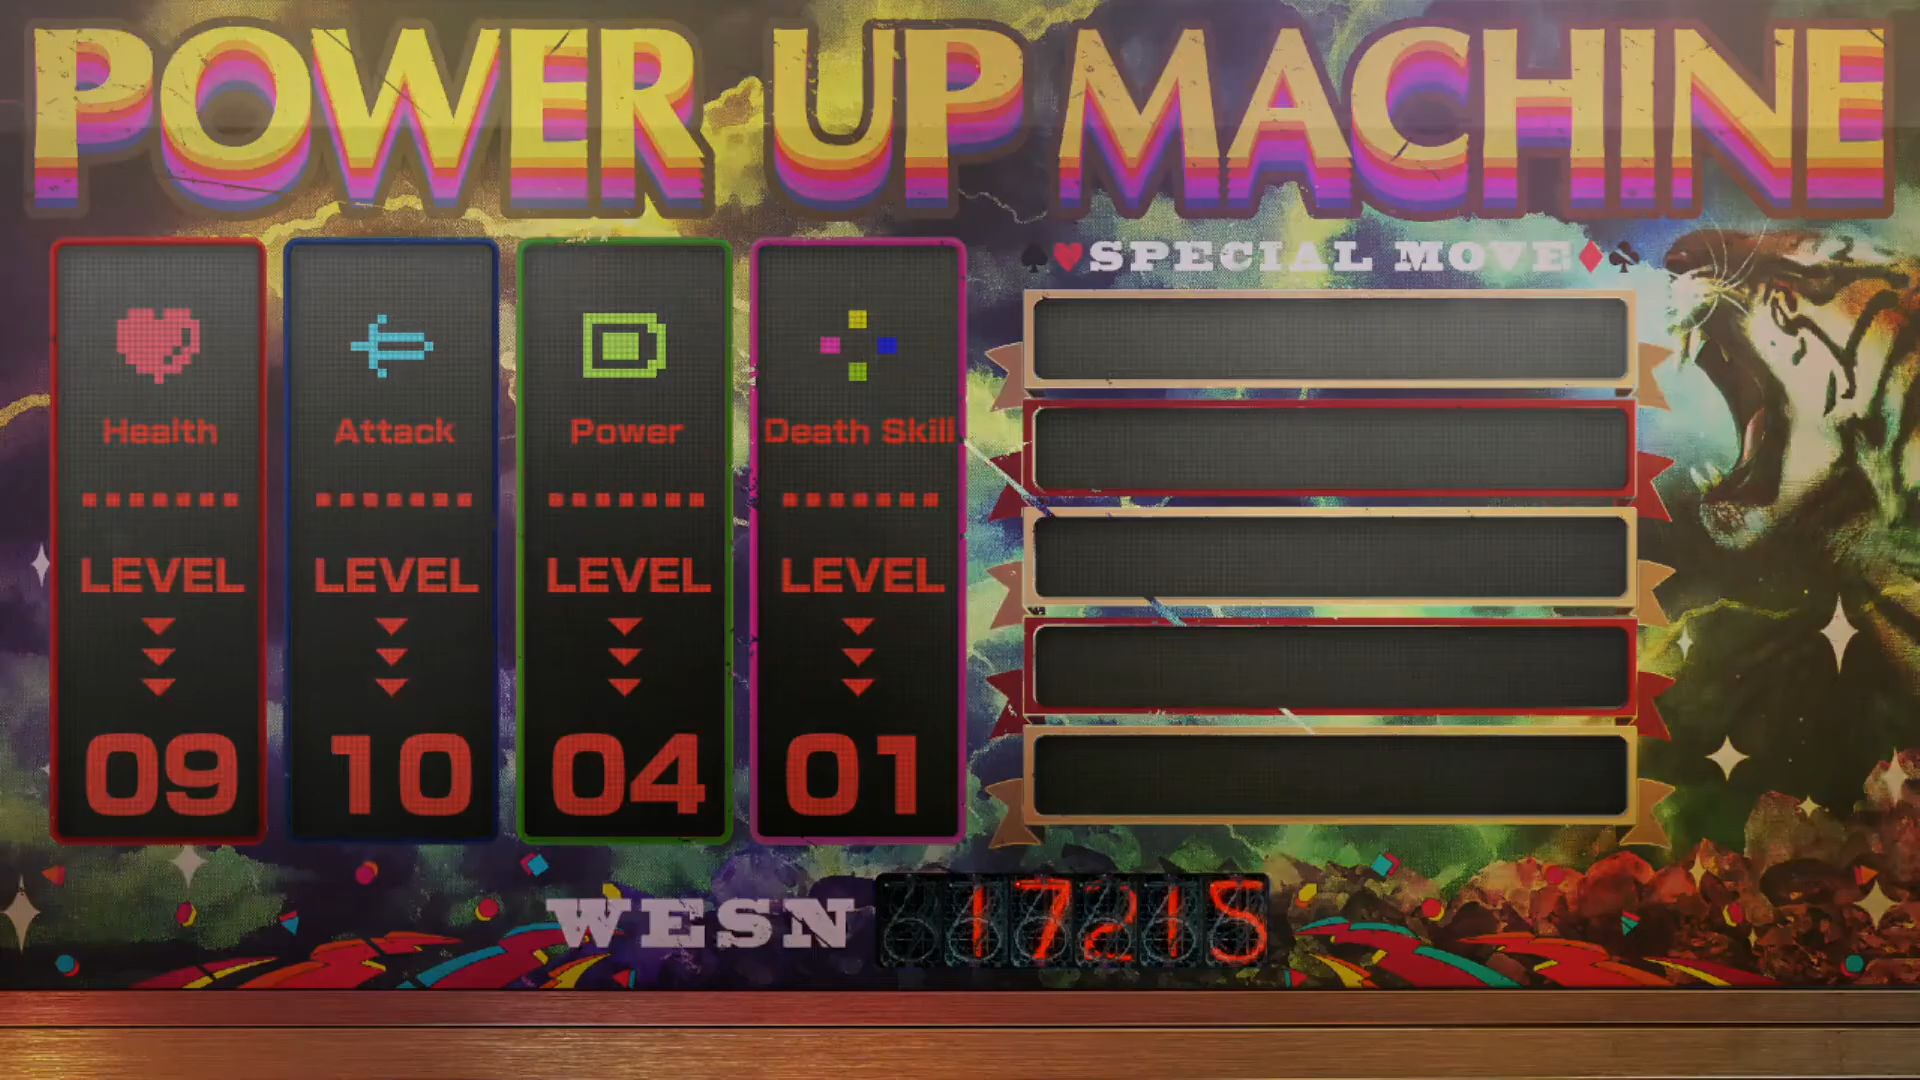 POWER UP MACHINE
SPECIAL MOVE
Health
LEVEL
09
Attack
LEVEL
10
Power
LEVEL
04
Death Skill
LEVEL
01
WESN 17215